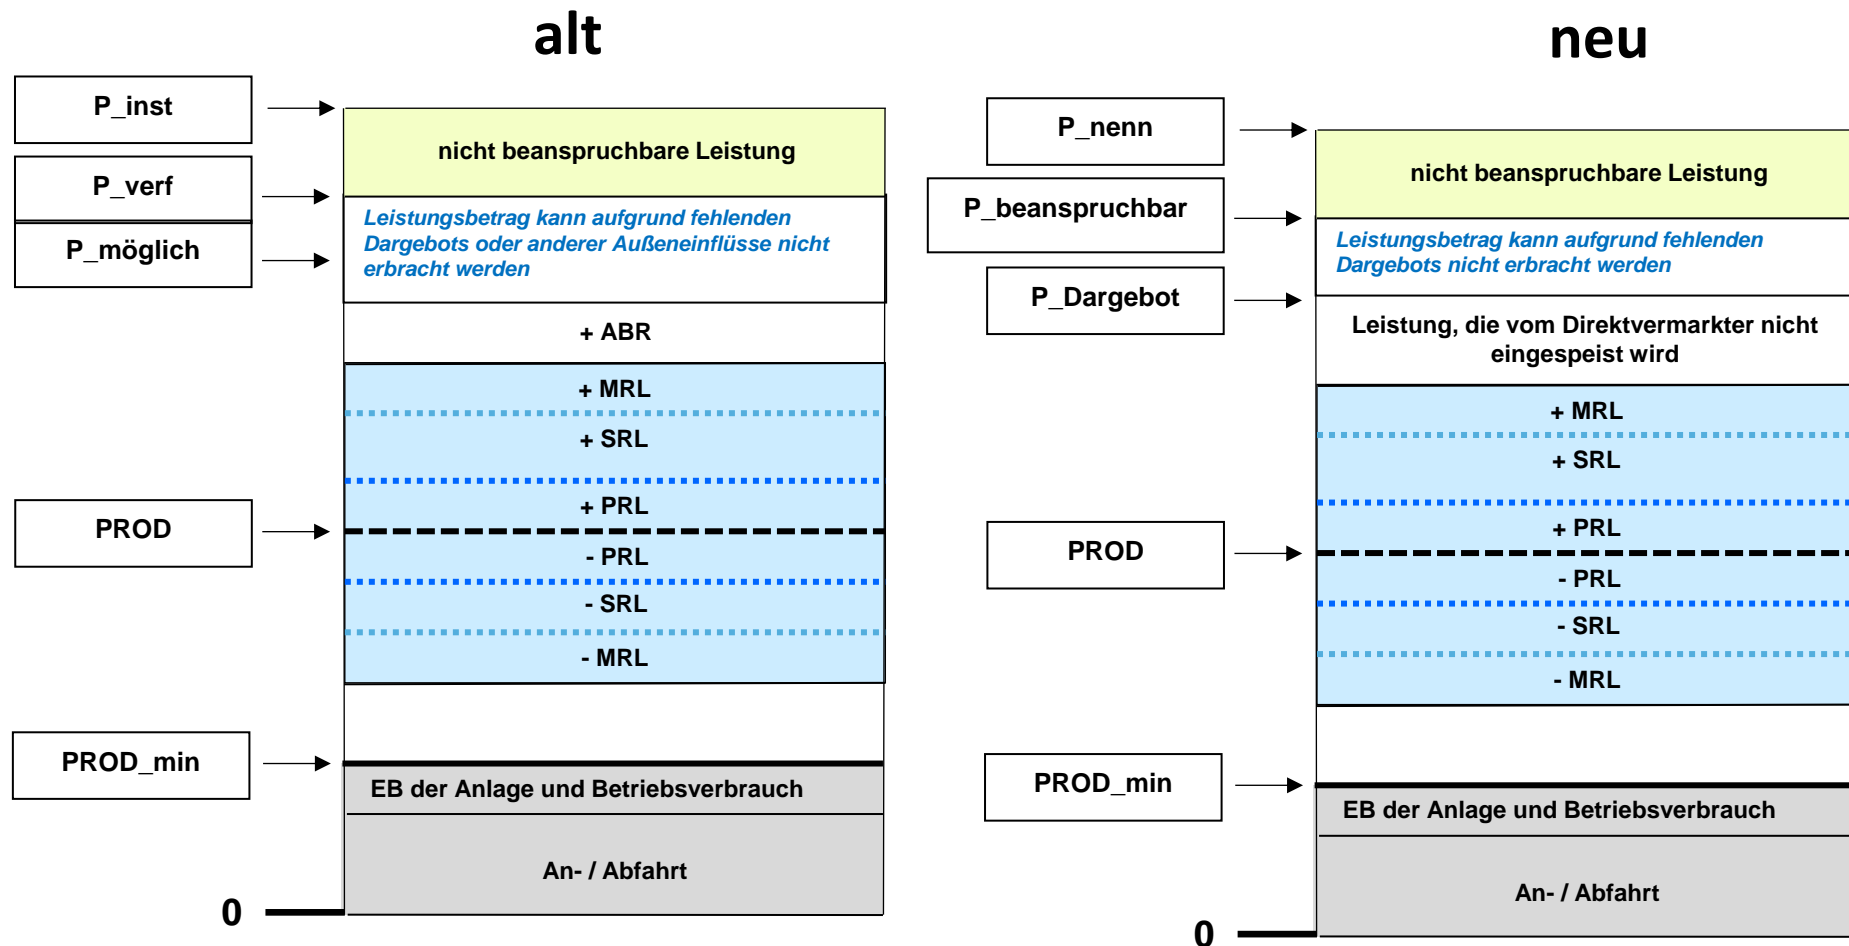 alt
P_inst
nicht beanspruchbare Leistung
P_verf
Leistungsbetrag kann aufgrund fehlenden
Dargebots oder anderer Außeneinflüsse nicht
erbracht werden
P_möglich
+ ABR
+ MRL
+ SRL
+ PRL
PROD
- PRL
- SRL
- MRL
PROD_min
EB der Anlage und Betriebsverbrauch
An- / Abfahrt
0
neu
P_nenn
nicht beanspruchbare Leistung
P_beanspruchbar
Leistungsbetrag kann aufgrund fehlenden
Dargebots nicht erbracht werden
P_Dargebot
Leistung, die vom Direktvermarkter nicht
eingespeist wird
+ MRL
+ SRL
+ PRL
PROD
- PRL
- SRL
- MRL
PROD_min
EB der Anlage und Betriebsverbrauch
An- / Abfahrt
0